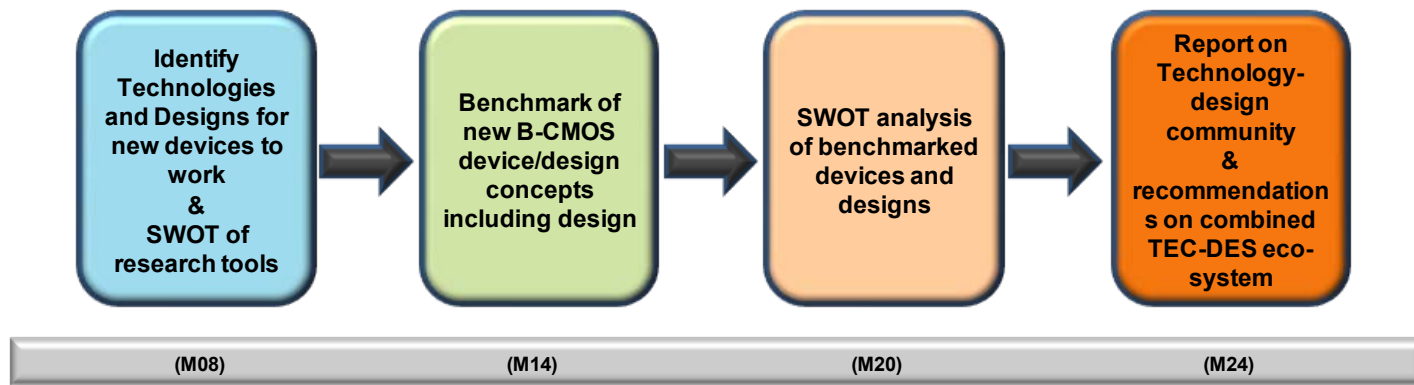 Identify
Technologies
and Designs for
new devices to
work
&
SWOT of
research tools
Benchmark of
new B-CMOS
device/design
concepts
including design
SWOT analysis
of benchmarked
devices and
designs
Report on
Technology-
design
community
&
recommendation
s on combined
TEC-DES eco-
system
(M08)
(M14)
(M20)
(M24)